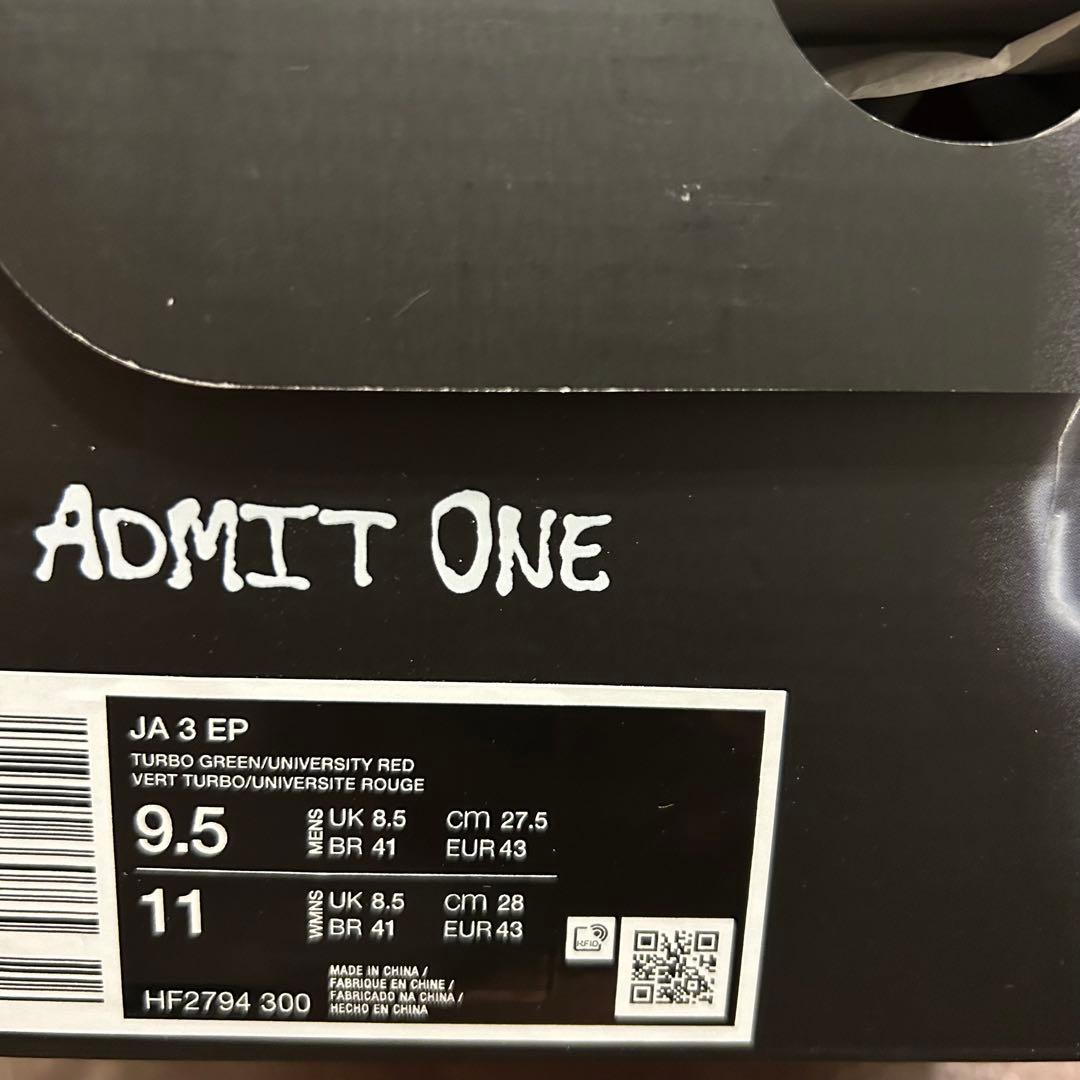 ADMIT ONE
JA 3 EP
TURBO GREEN/UNIVERSITY RED
VERT TURBO/UNIVERSITE ROUGE
9.5 MENS UK 8.5 cm 27.5
BR 41 EUR 43
11 WMNS UK 8.5 cm 28
BR 41 EUR 43
HF2794 300
MADE IN CHINA /
FABRIQUE EN CHINE /
FABRICADO NA CHINA /
HECHO EN CHINA
RFID